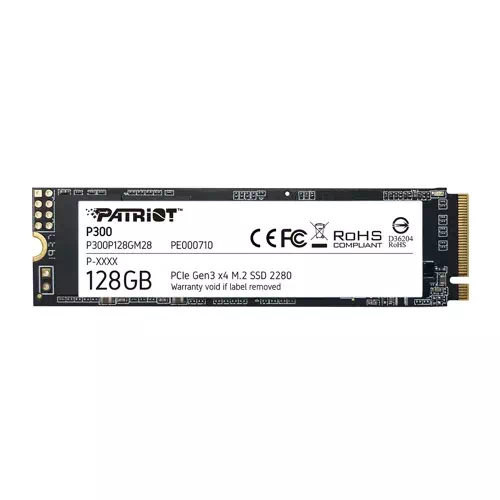 PATRIOT
P300
P300P128GM28 PE000710
P-XXXX
128GB
PCIe Gen3 x4 M.2 SSD 2280
Warranty void if label removed
CE FC
RoHS
COMPLIANT
D36204
RoHS